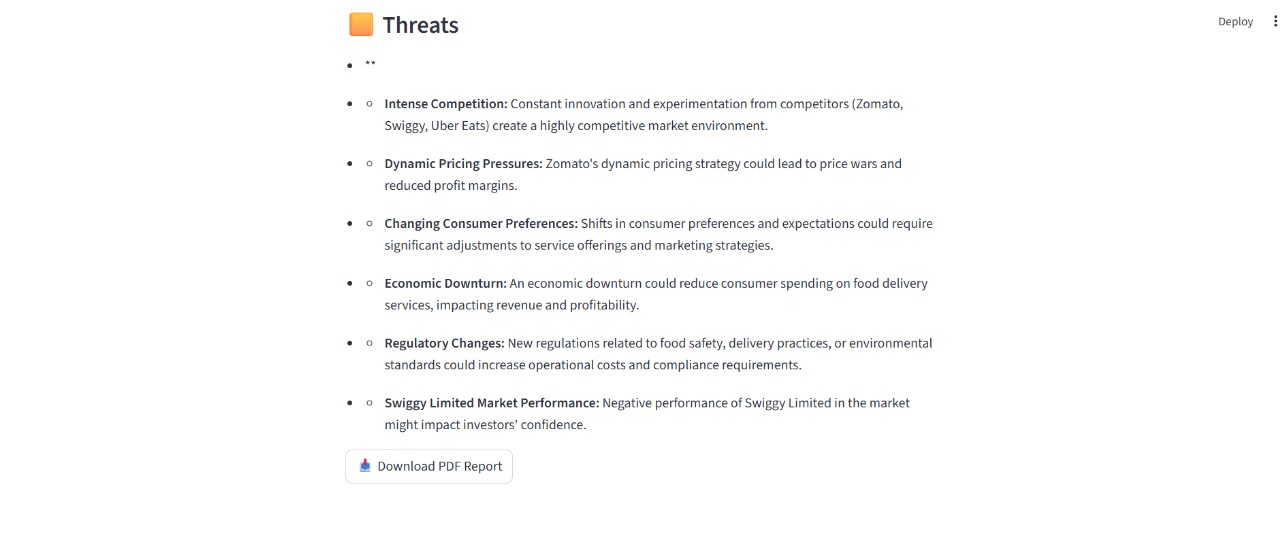 Threats
Deploy
**
Intense Competition: Constant innovation and experimentation from competitors (Zomato,
Swiggy, Uber Eats) create a highly competitive market environment.
Dynamic Pricing Pressures: Zomato's dynamic pricing strategy could lead to price wars and
reduced profit margins.
Changing Consumer Preferences: Shifts in consumer preferences and expectations could require
significant adjustments to service offerings and marketing strategies.
Economic Downturn: An economic downturn could reduce consumer spending on food delivery
services, impacting revenue and profitability.
Regulatory Changes: New regulations related to food safety, delivery practices, or environmental
standards could increase operational costs and compliance requirements.
Swiggy Limited Market Performance: Negative performance of Swiggy Limited in the market
might impact investors' confidence.
Download PDF Report